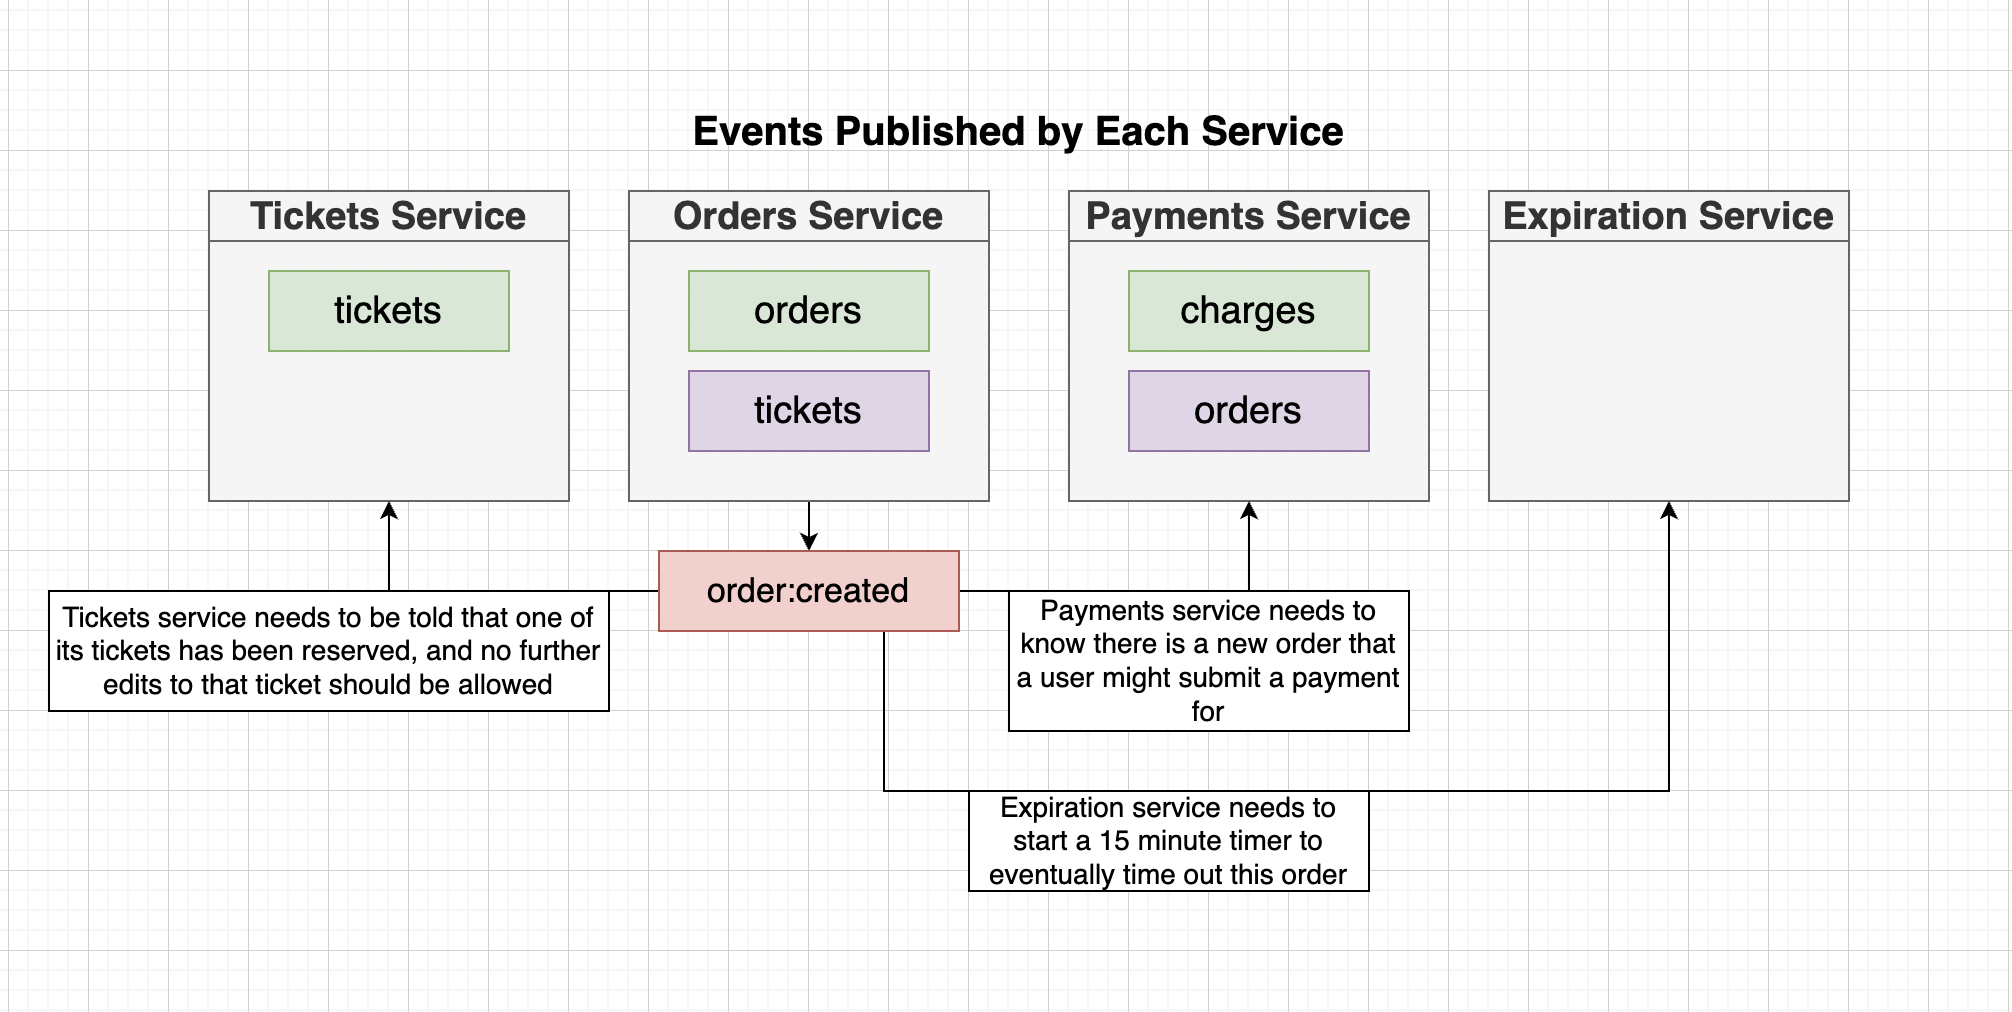 Events Published by Each Service
Tickets Service
Orders Service
Payments Service
Expiration Service
tickets
orders
charges
tickets
orders
order:created
Tickets service needs to be told that one of
its tickets has been reserved, and no further
edits to that ticket should be allowed
Payments service needs to
know there is a new order that
a user might submit a payment
for
Expiration service needs to
start a 15 minute timer to
eventually time out this order